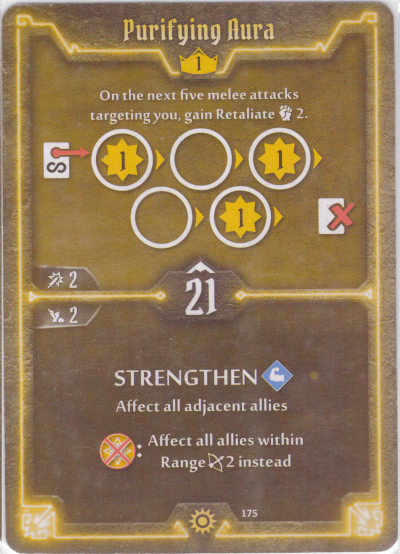 Purifying Aura
1
On the next five melee attacks
targeting you, gain Retaliate 2.
S 1 1
1
2
21
2
STRENGTHEN
Affect all adjacent allies
: Affect all allies within
Range 2 instead
175